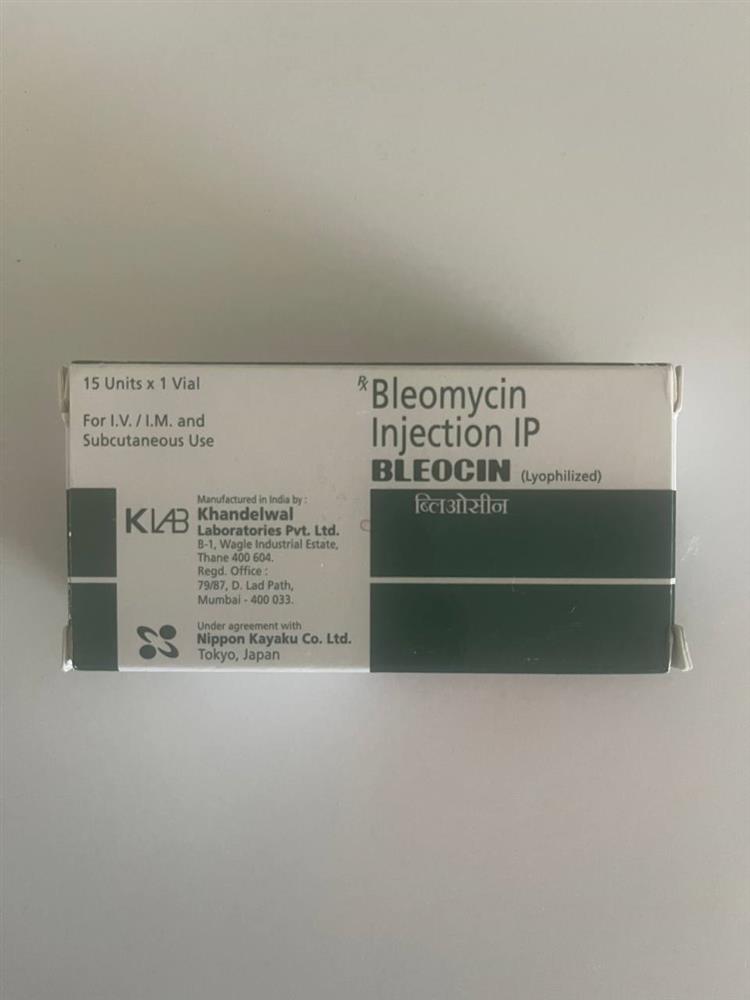 15 Units x 1 Vial
For I.V. / I.M. and
Subcutaneous Use
Rx Bleomycin
Injection IP
BLEOCIN (Lyophilized)
ब्लिओसीन
KLAB
Manufactured in India by :
Khandelwal
Laboratories Pvt. Ltd.
B-1, Wagle Industrial Estate,
Thane 400 604.
Regd. Office :
79/87, D. Lad Path,
Mumbai - 400 033.
Under agreement with
Nippon Kayaku Co. Ltd.
Tokyo, Japan